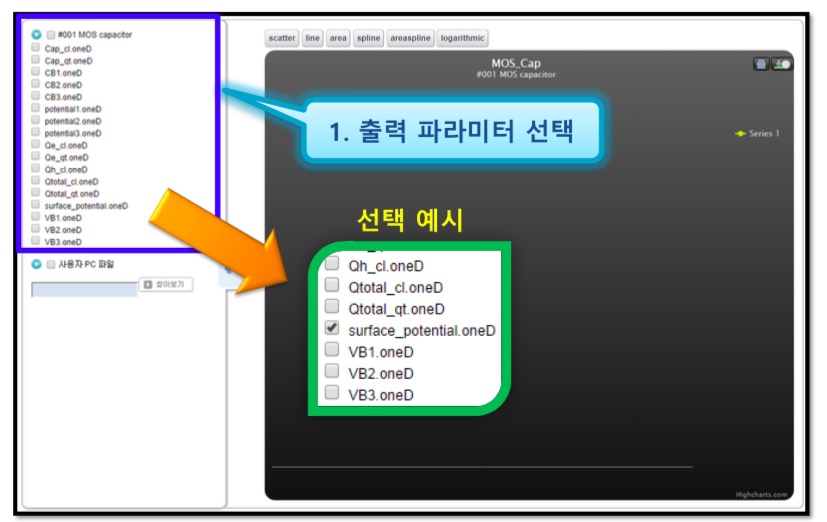 #001 MOS capacitor
Cap_cl.oneD
Cap_qt.oneD
CB1.oneD
CB2.oneD
CB3.oneD
potential1.oneD
potential2.oneD
potential3.oneD
Qe_cl.oneD
Qe_qt.oneD
Qh_cl.oneD
Qtotal_cl.oneD
Qtotal_qt.oneD
surface_potential.oneD
VB1.oneD
VB2.oneD
VB3.oneD
사용자 PC 파일
찾아보기
scatter line area spline areaspline logarithmic
MOS_Cap
#001 MOS capacitor
1. 출력 파라미터 선택
Series 1
선택 예시
Qh_cl.oneD
Qtotal_cl.oneD
Qtotal_qt.oneD
surface_potential.oneD
VB1.oneD
VB2.oneD
VB3.oneD
Highcharts.com